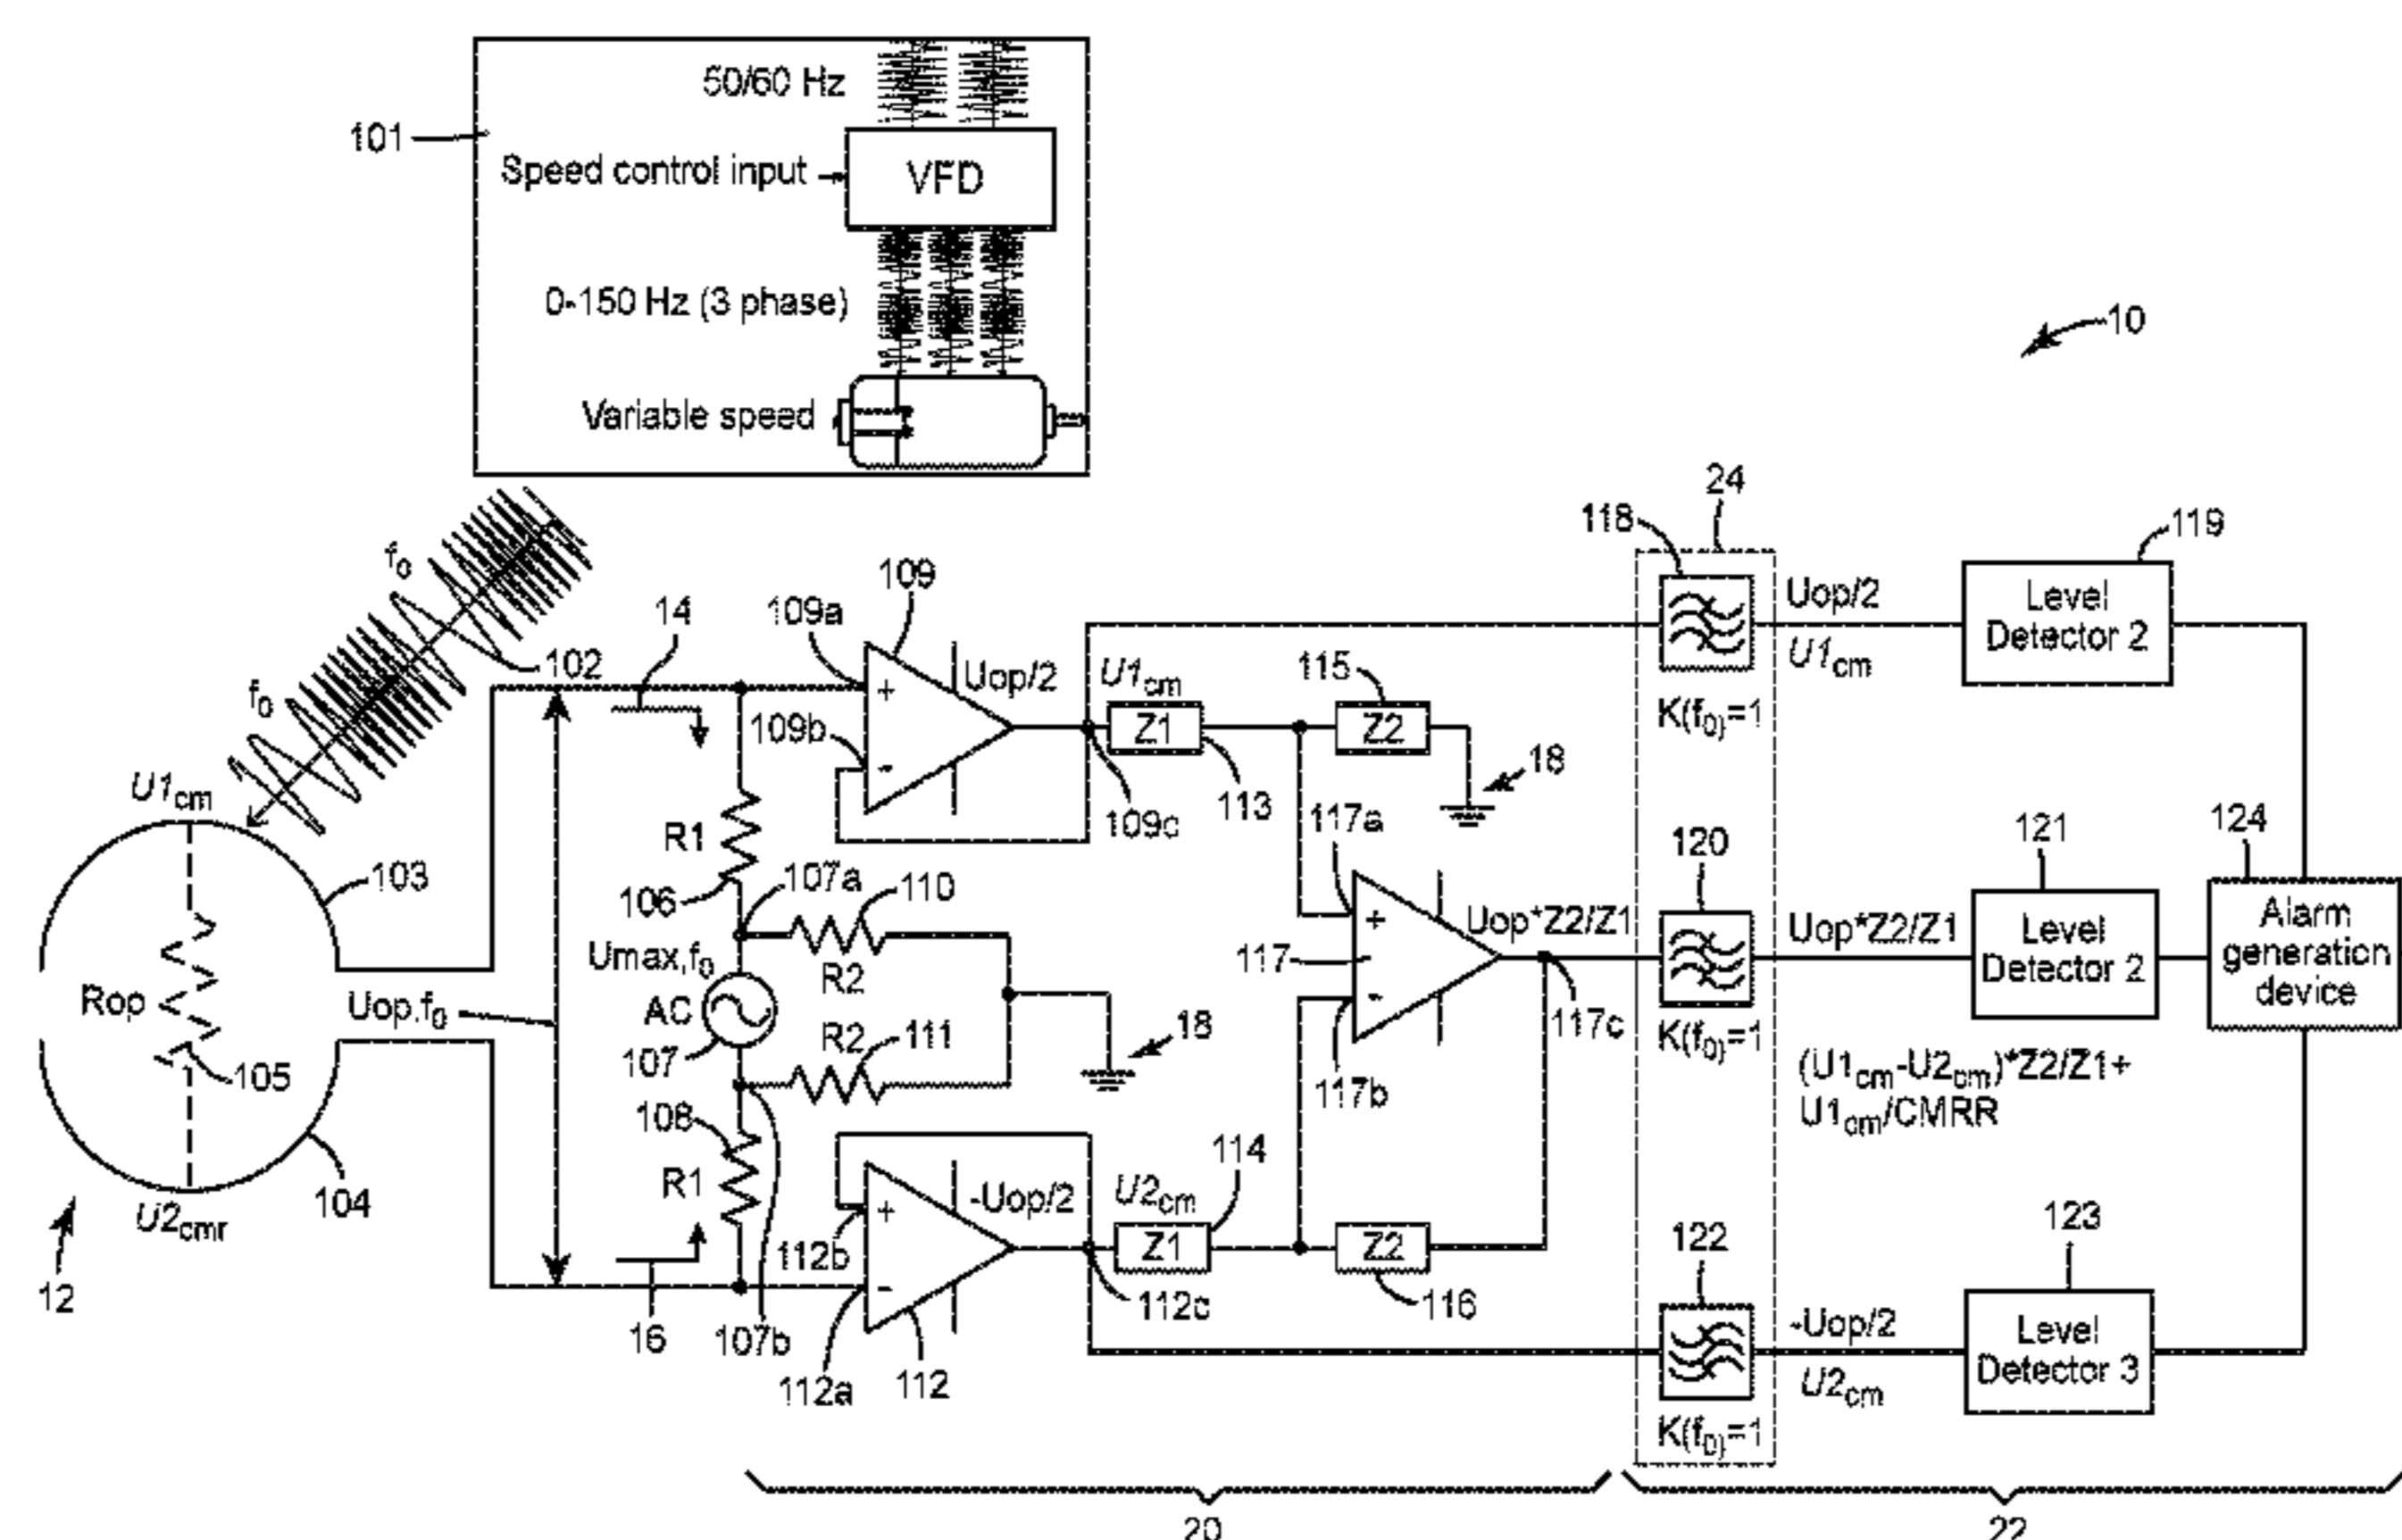 50/60 Hz
101
Speed control input
VFD
0-150 Hz (3 phase)
Variable speed
10
24
118
119
f0
14
109a
109
Uop/2
U1cm
Level
Detector 2
102
Uop/2
U1cm
115
f0
109b
Z1
Z2
K(f0)=1
18
U1cm
R1
109c
113
117a
103
106
107a
110
120
121
124
Umax,f0
R2
Uop*Z2/Z1
Uop*Z2/Z1
Level
Detector 2
Alarm
generation
device
Rop
Uop,f0
AC
117
107
R2
111
18
117c
K(f0)=1
105
117b
(U1cm-U2cm)*Z2/Z1+
U1cm/CMRR
108
104
R1
-Uop/2
U2cm
114
U2cmr
112b
Z1
Z2
122
123
12
16
107b
112c
116
-Uop/2
U2cm
Level
Detector 3
112a
112
K(f0)=1
20
22